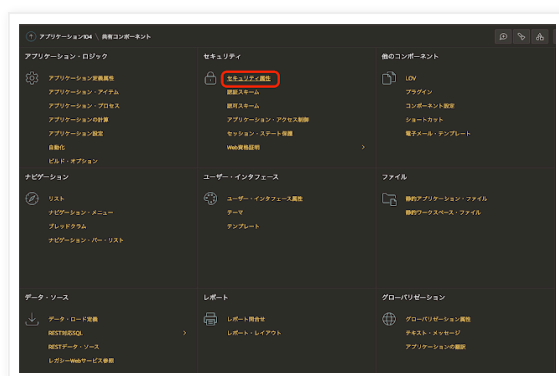 アプリケーション104 \ 共有コンポーネント
アプリケーション・ロジック
アプリケーション定義属性
アプリケーション・アイテム
アプリケーション・プロセス
アプリケーションの計算
アプリケーション設定
自動化
ビルド・オプション
セキュリティ
セキュリティ属性
認証スキーム
認可スキーム
アプリケーション・アクセス制御
セッション・ステート保護
Web資格証明
他のコンポーネント
LOV
プラグイン
コンポーネント設定
ショートカット
電子メール・テンプレート
ナビゲーション
リスト
ナビゲーション・メニュー
ブレッドクラム
ナビゲーション・バー・リスト
ユーザー・インタフェース
ユーザー・インタフェース属性
テーマ
テンプレート
ファイル
静的アプリケーション・ファイル
静的ワークスペース・ファイル
データ・ソース
データ・ロード定義
REST対応SQL
RESTデータ・ソース
レガシーWebサービス参照
レポート
レポート問合せ
レポート・レイアウト
グローバリゼーション
グローバリゼーション属性
テキスト・メッセージ
アプリケーションの翻訳